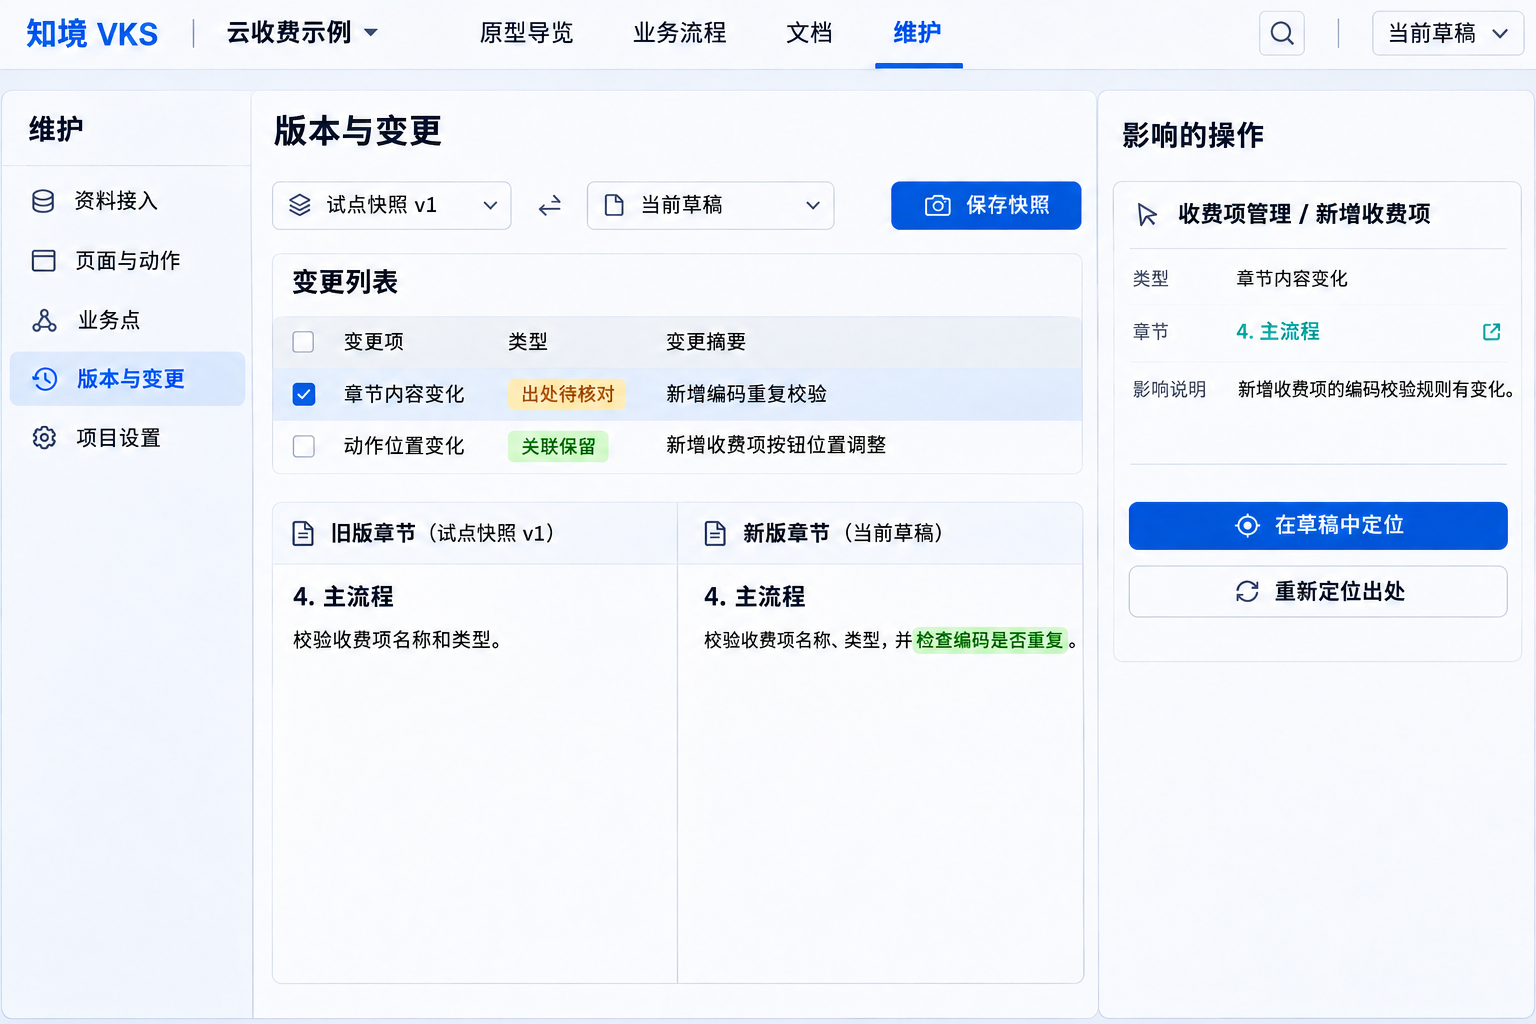 知境 VKS
云收费示例
原型导览
业务流程
文档
维护
当前草稿
维护
资料接入
页面与动作
业务点
版本与变更
项目设置
版本与变更
试点快照 v1
当前草稿
保存快照
变更列表
变更项 类型 变更摘要
章节内容变化 出处待核对 新增编码重复校验
动作位置变化 关联保留 新增收费项按钮位置调整
旧版章节（试点快照 v1）
4. 主流程
校验收费项名称和类型。
新版章节（当前草稿）
4. 主流程
校验收费项名称、类型，并检查编码是否重复。
影响的操作
收费项管理 / 新增收费项
类型 章节内容变化
章节 4. 主流程
影响说明 新增收费项的编码校验规则有变化。
在草稿中定位
重新定位出处